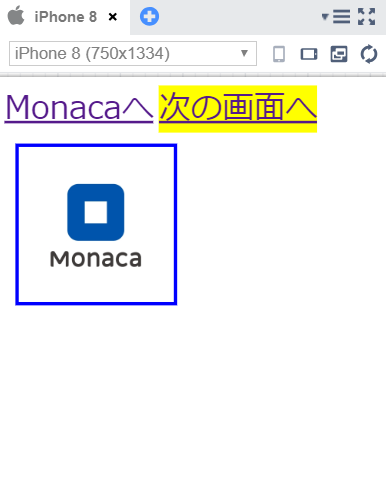 iPhone 8
iPhone 8 (750x1334)
Monacaへ 次の画面へ
Monaca